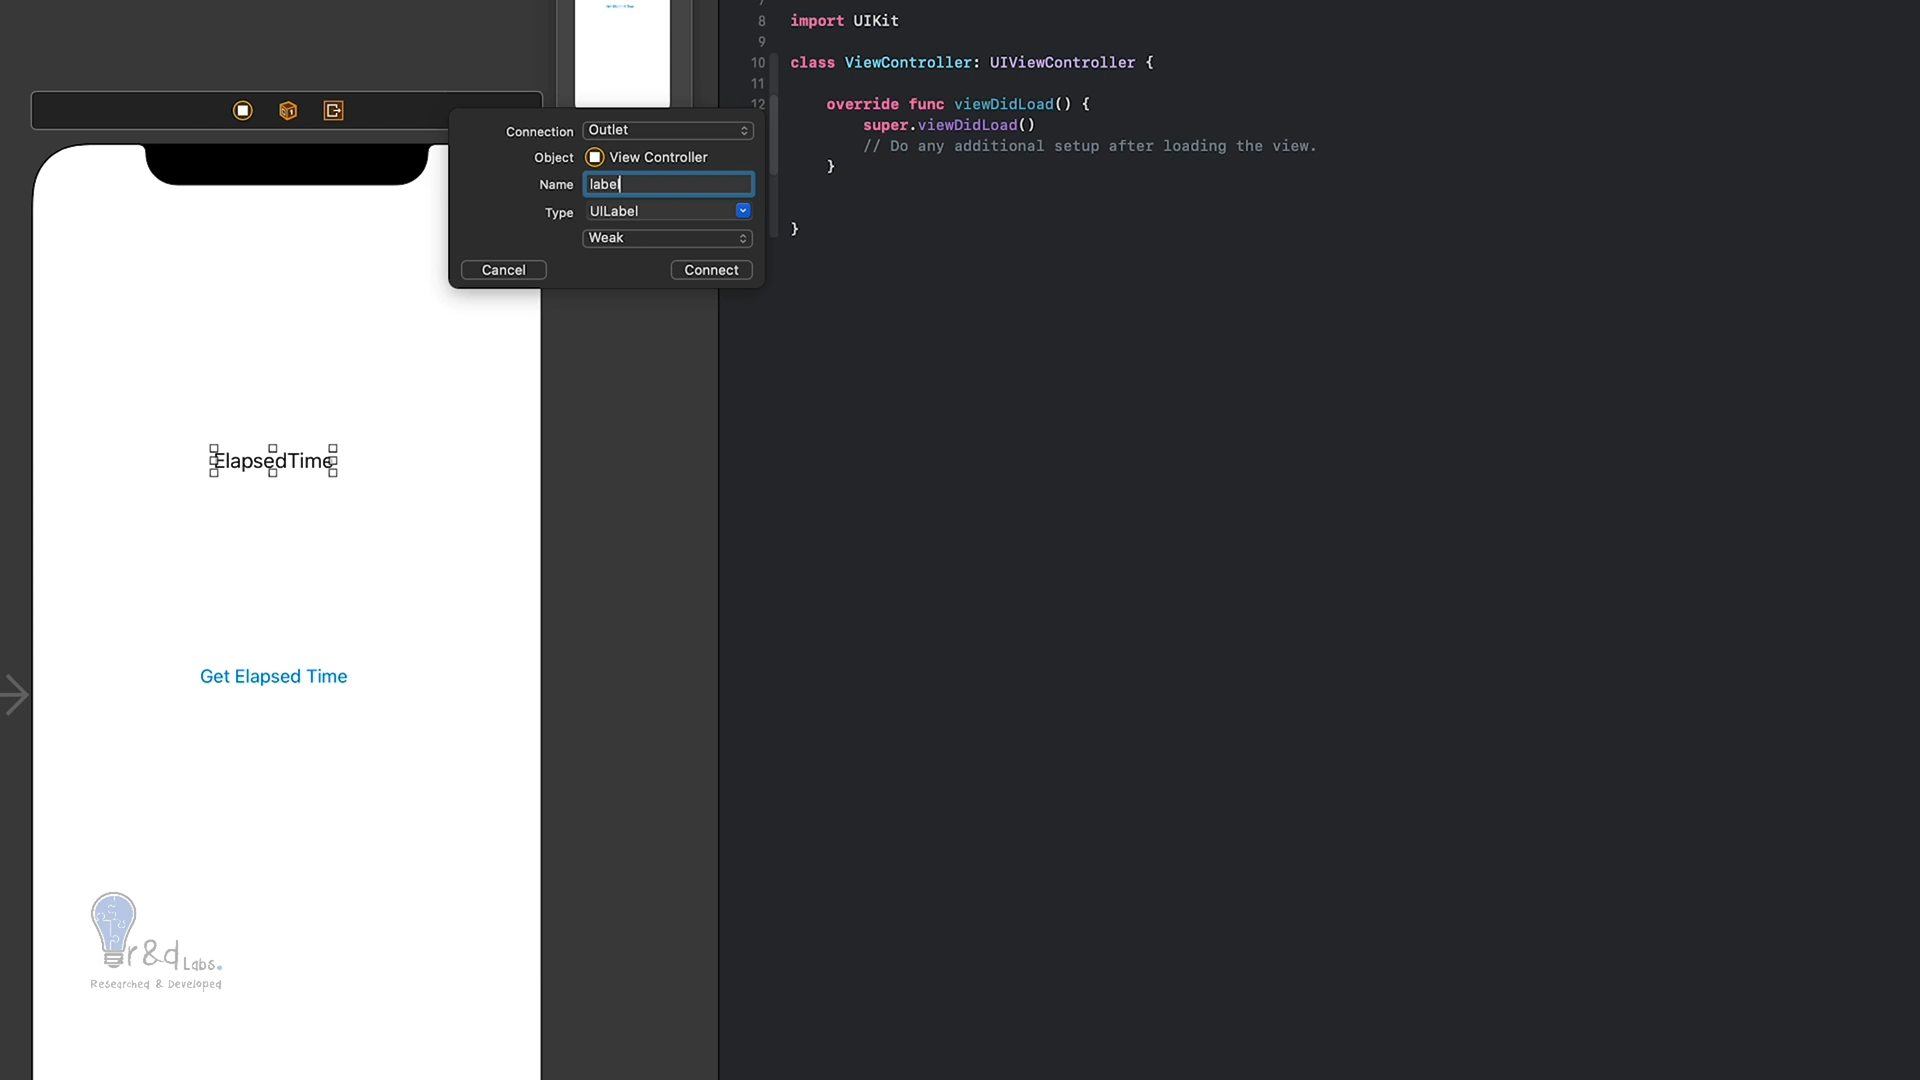 8 import UIKit
9
10 class ViewController: UIViewController {
11
12 override func viewDidLoad() {
super.viewDidLoad()
// Do any additional setup after loading the view.
}
}
Connection Outlet
Object View Controller
Name label
Type UILabel
Weak
Cancel Connect
ElapsedTime
Get Elapsed Time
r&d Labs.
Researched & Developed